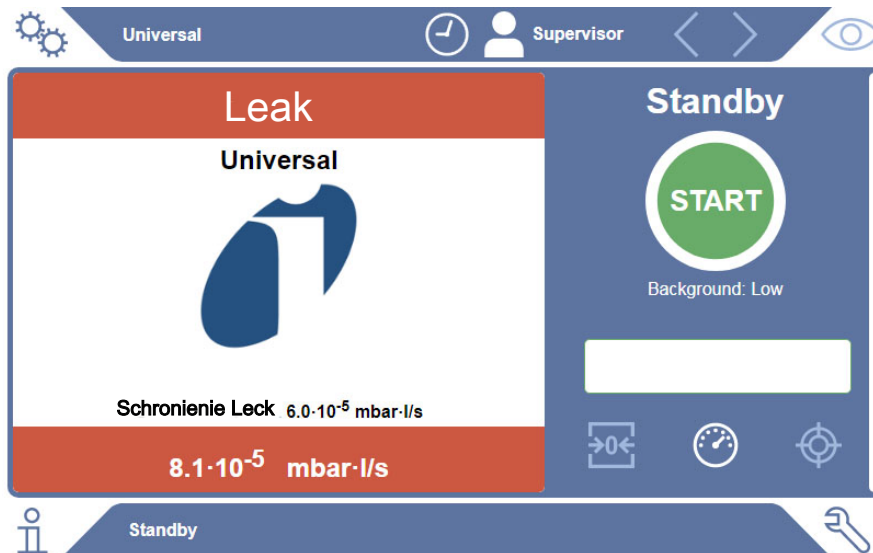 Universal
Supervisor
Leak
Universal
Schronienie Leck 6.0·10⁻⁵ mbar·l/s
8.1·10⁻⁵ mbar·l/s
Standby
START
Background: Low
→0←
Standby